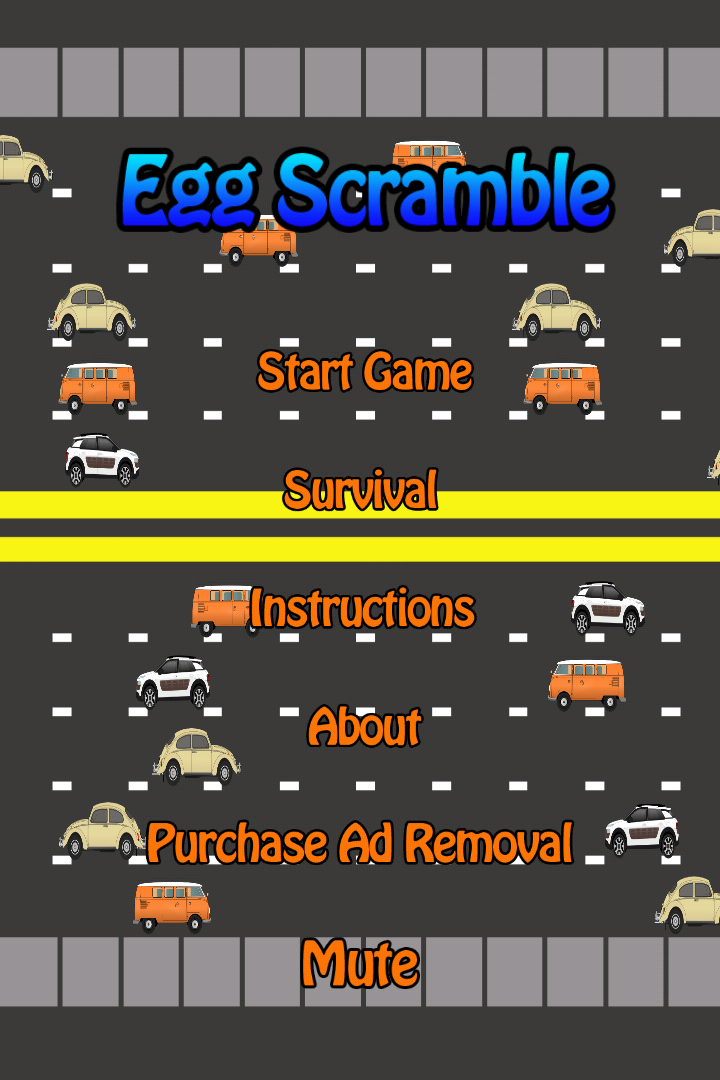 Egg Scramble
Start Game
Survival
Instructions
About
Purchase Ad Removal
Mute